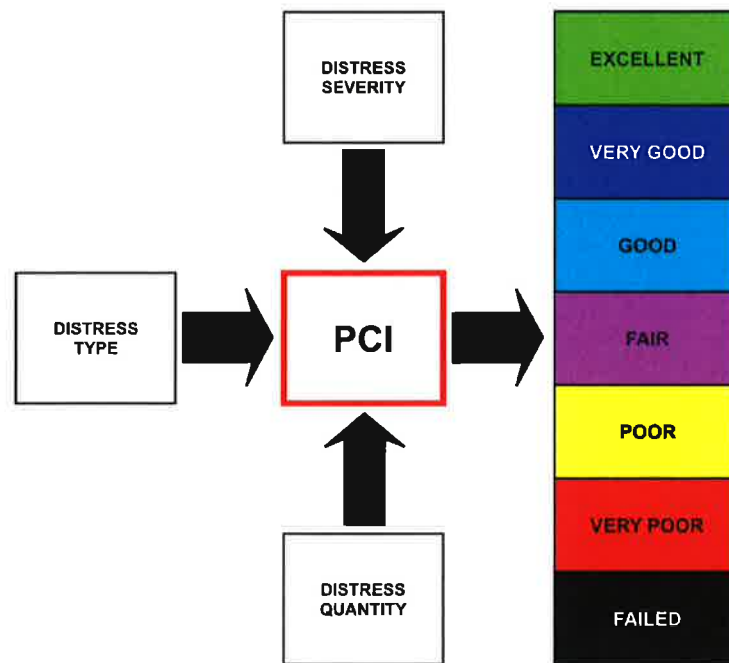 DISTRESS
SEVERITY
DISTRESS
TYPE
PCI
DISTRESS
QUANTITY
EXCELLENT
VERY GOOD
GOOD
FAIR
POOR
VERY POOR
FAILED